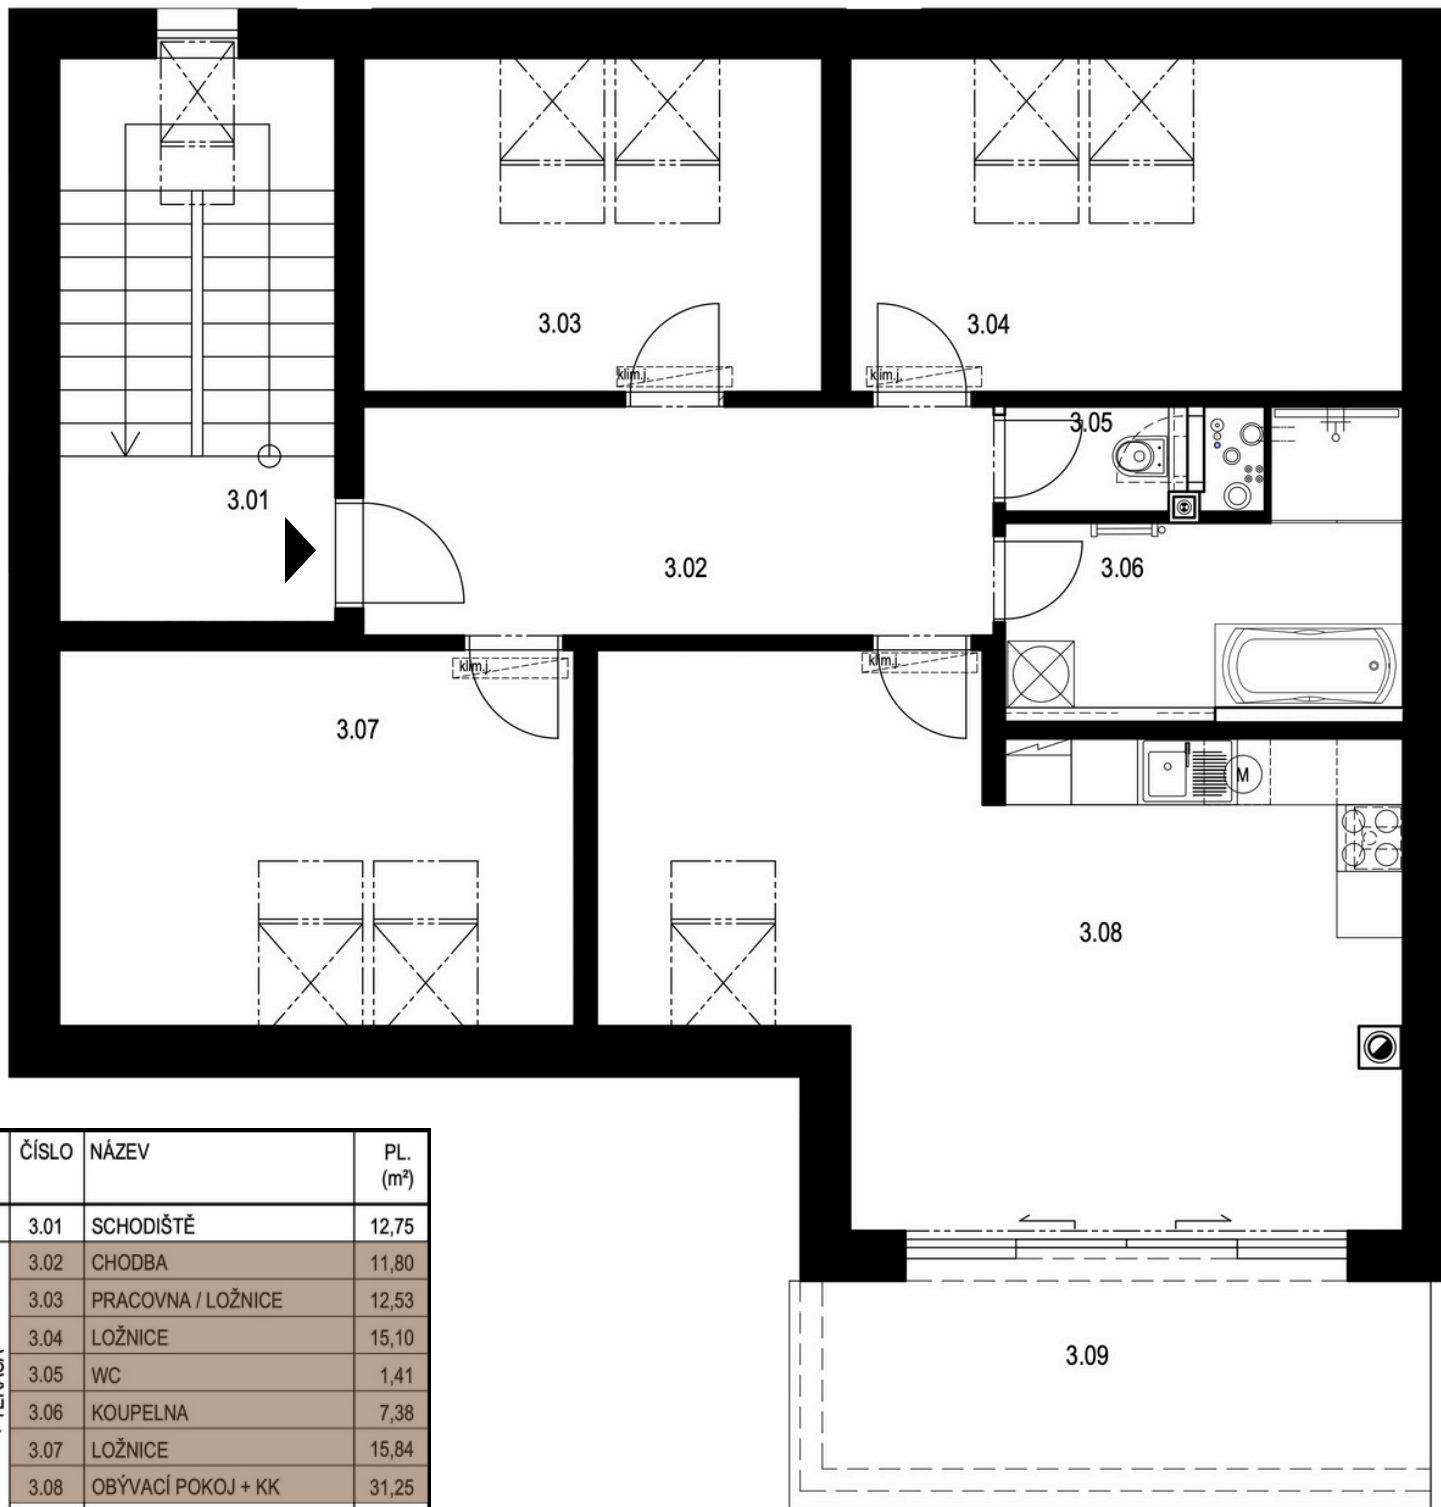 3.03
3.04
klim.j.
klim.j.
3.05
3.01
3.02
3.06
klim.j.
klim.j.
3.07
M
3.08
3.09
ČÍSLO NÁZEV PL. (m²)
3.01 SCHODIŠTĚ 12,75
3.02 CHODBA 11,80
3.03 PRACOVNA / LOŽNICE 12,53
3.04 LOŽNICE 15,10
3.05 WC 1,41
3.06 KOUPELNA 7,38
3.07 LOŽNICE 15,84
3.08 OBÝVACÍ POKOJ + KK 31,25